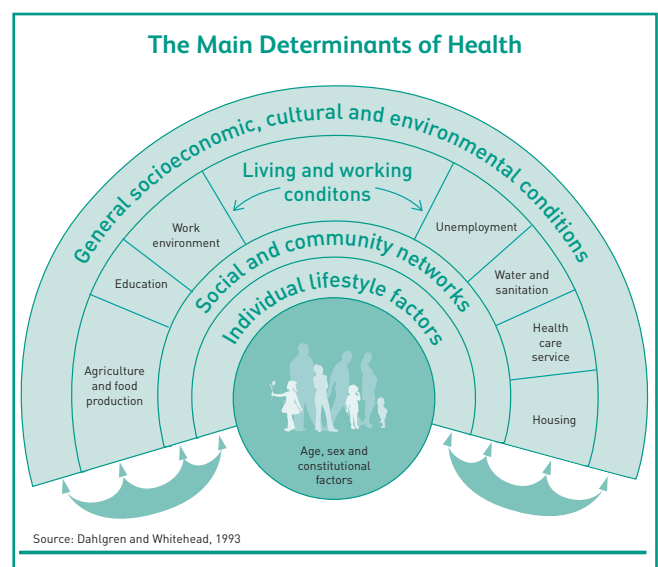 The Main Determinants of Health
General socioeconomic, cultural and environmental conditions
Living and working
conditons
Agriculture
and food
production
Education
Work
environment
Unemployment
Water and
sanitation
Health
care
service
Housing
Social and community networks
Individual lifestyle factors
Age, sex and
constitutional
factors
Source: Dahlgren and Whitehead, 1993